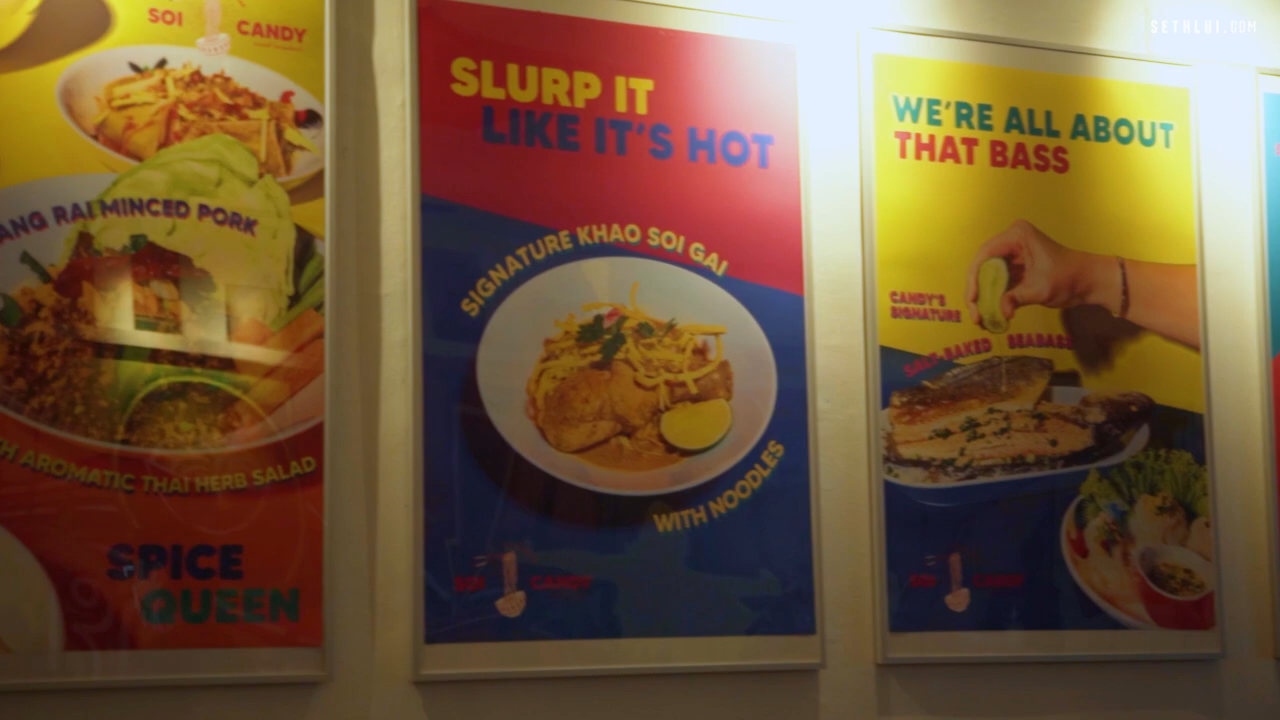 SETHLUI.COM
SOI CANDY
ANG RAI MINCED PORK
H AROMATIC THAI HERB SALAD
SPICE
QUEEN
SLURP IT
LIKE IT'S HOT
SIGNATURE KHAO SOI GAI
WITH NOODLES
SOI CANDY
WE'RE ALL ABOUT
THAT BASS
CANDY'S
SIGNATURE
SALT-BAKED SEABASS
SOI CANDY